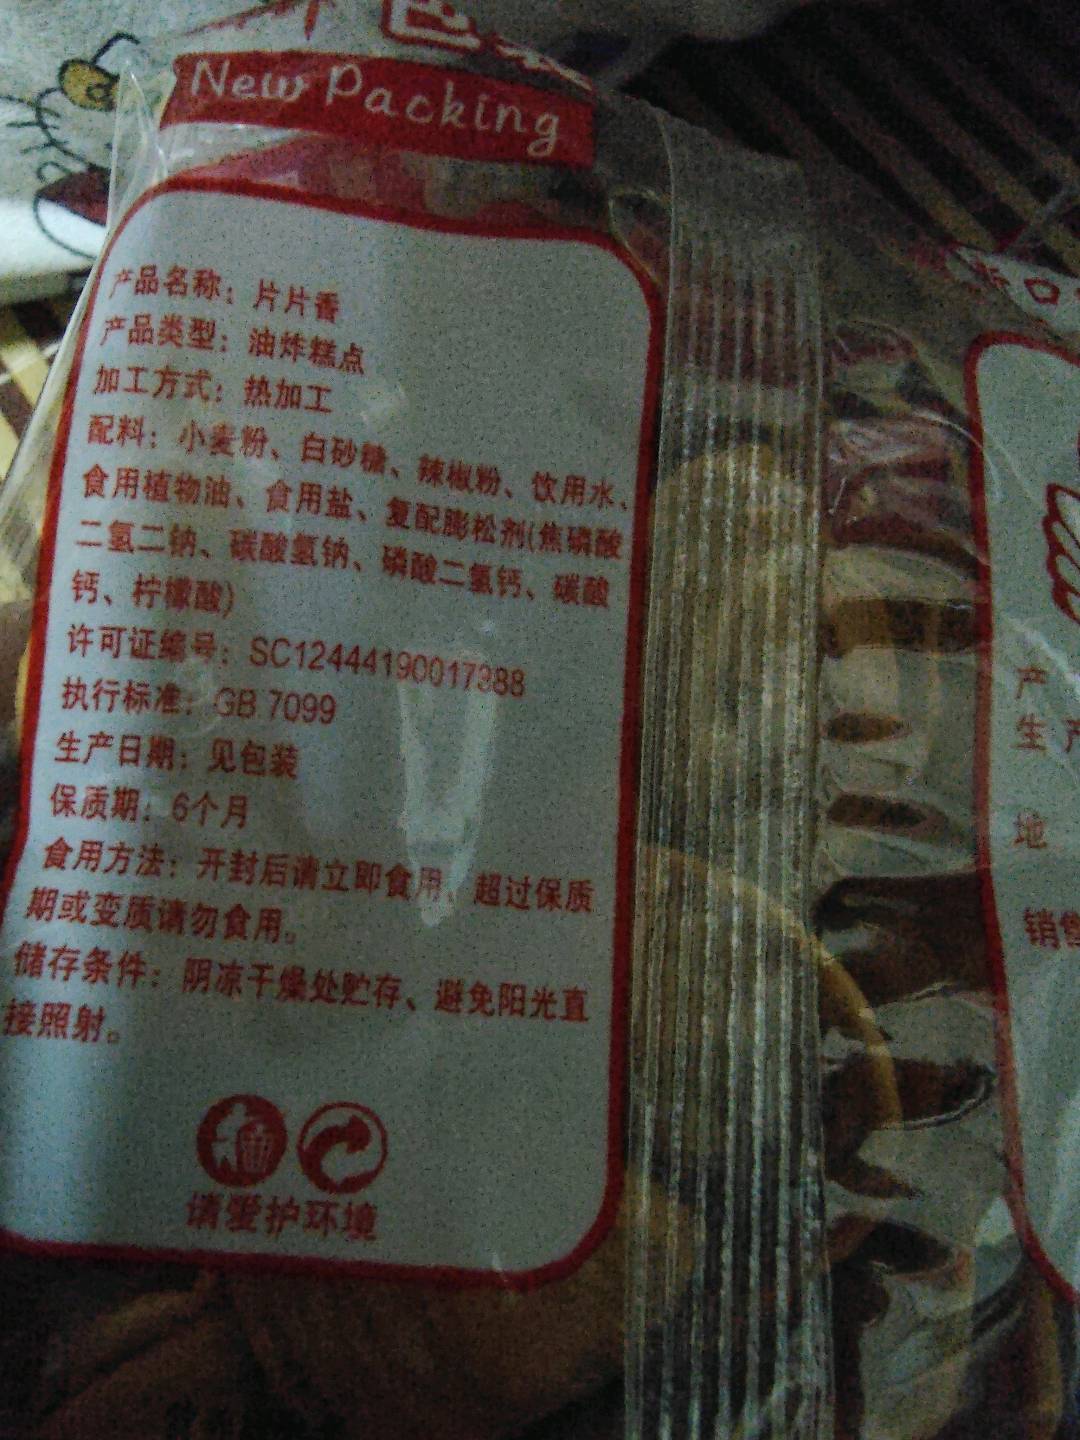 New Packing
产品名称：片片香
产品类型：油炸糕点
加工方式：热加工
配料：小麦粉、白砂糖、辣椒粉、饮用水、
食用植物油、食用盐、复配膨松剂(焦磷酸
二氢二钠、碳酸氢钠、磷酸二氢钙、碳酸
钙、柠檬酸)
许可证编号：SC12444190017388
执行标准：GB 7099
生产日期：见包装
保质期：6个月
食用方法：开封后请立即食用，超过保质
期或变质请勿食用。
储存条件：阴凉干燥处贮存、避免阳光直
接照射。
请爱护环境
口
产
生产
地
销售